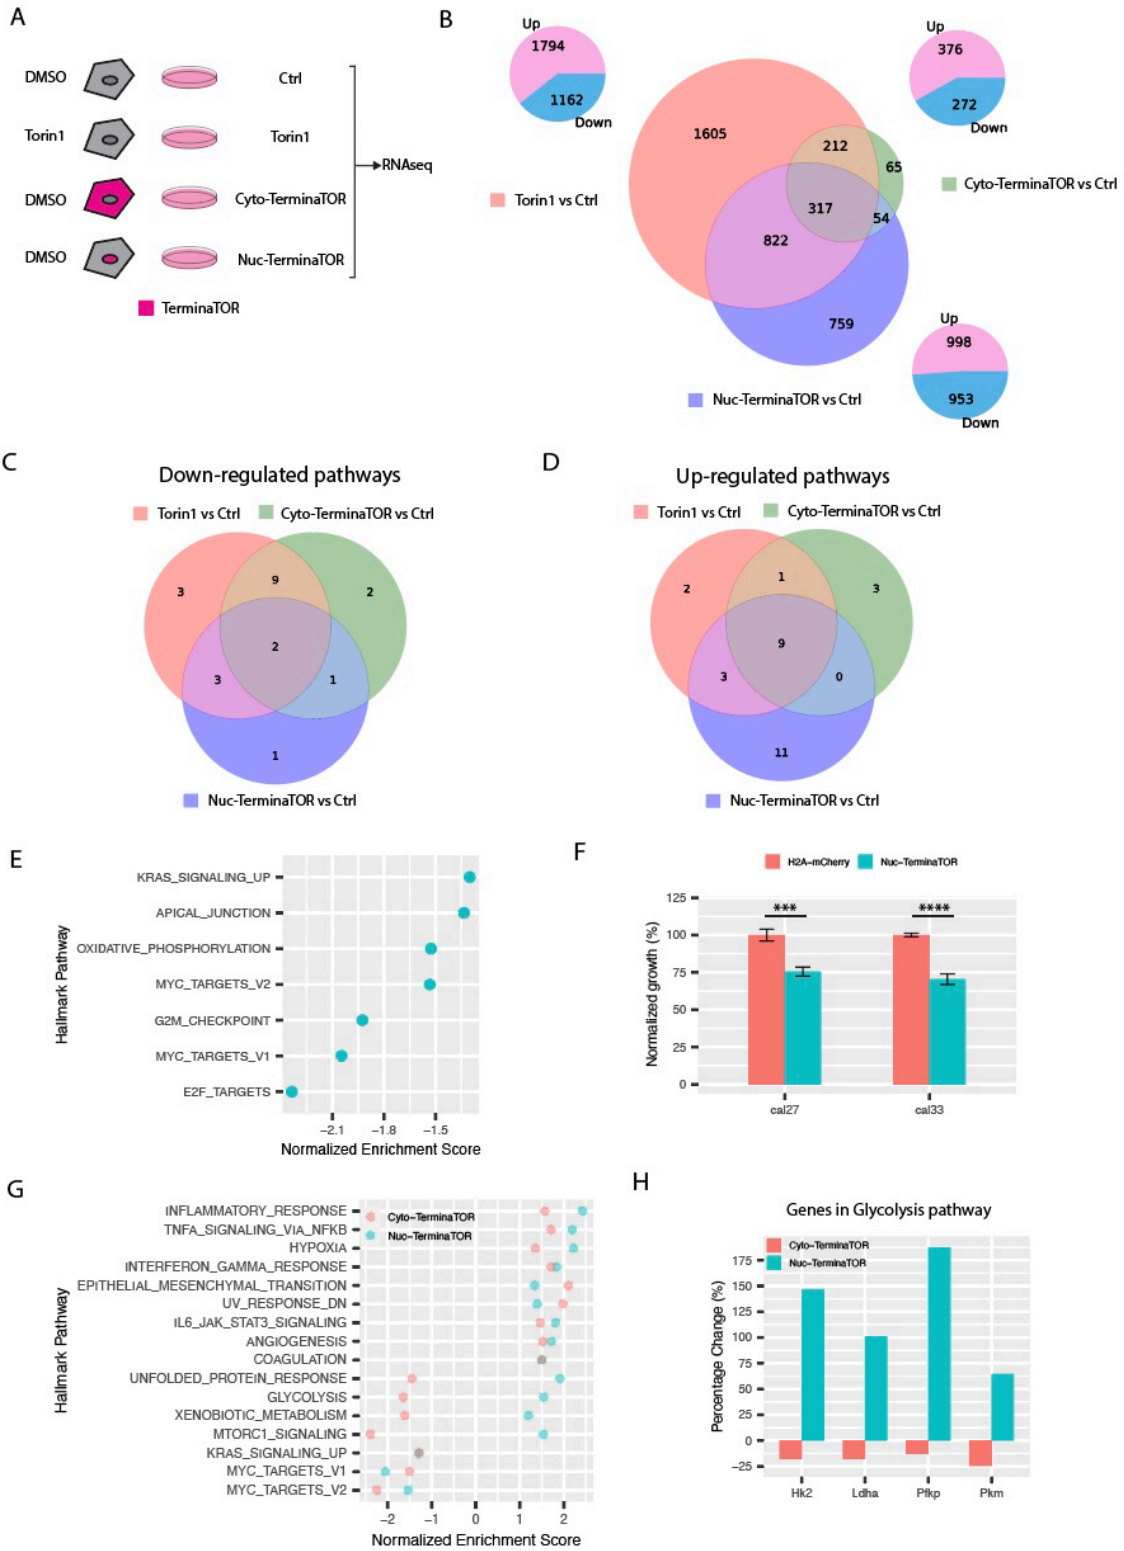 A
DMSO
Ctrl
Torin1
Torin1
RNAseq
DMSO
Cyto-TerminaTOR
DMSO
Nuc-TerminaTOR
TerminaTOR
B
Up
1794
1162
Down
Up
376
272
Down
Torin1 vs Ctrl
Cyto-TerminaTOR vs Ctrl
1605
212
65
317
54
822
759
Up
998
953
Down
Nuc-TerminaTOR vs Ctrl
C
Down-regulated pathways
Torin1 vs Ctrl
Cyto-TerminaTOR vs Ctrl
3
9
2
2
3
1
1
Nuc-TerminaTOR vs Ctrl
D
Up-regulated pathways
Torin1 vs Ctrl
Cyto-TerminaTOR vs Ctrl
2
1
3
9
3
0
11
Nuc-TerminaTOR vs Ctrl
E
Hallmark Pathway
KRAS_SIGNALING_UP
APICAL_JUNCTION
OXIDATIVE_PHOSPHORYLATION
MYC_TARGETS_V2
G2M_CHECKPOINT
MYC_TARGETS_V1
E2F_TARGETS
−2.1 −1.8 −1.5
Normalized Enrichment Score
F
H2A−mCherry
Nuc−TerminaTOR
Normalized growth (%)
125
100
75
50
25
0
***
****
cal27
cal33
G
Hallmark Pathway
INFLAMMATORY_RESPONSE
TNFA_SIGNALING_VIA_NFKB
HYPOXIA
INTERFERON_GAMMA_RESPONSE
EPITHELIAL_MESENCHYMAL_TRANSITION
UV_RESPONSE_DN
IL6_JAK_STAT3_SIGNALING
ANGIOGENESIS
COAGULATION
UNFOLDED_PROTEIN_RESPONSE
GLYCOLYSIS
XENOBIOTIC_METABOLISM
MTORC1_SIGNALING
KRAS_SIGNALING_UP
MYC_TARGETS_V1
MYC_TARGETS_V2
Cyto−TerminaTOR
Nuc−TerminaTOR
−2 −1 0 1 2
Normalized Enrichment Score
H
Genes in Glycolysis pathway
Cyto−TerminaTOR
Nuc−TerminaTOR
Percentage Change (%)
175
150
125
100
75
50
25
0
−25
Hk2 Ldha Pfkp Pkm